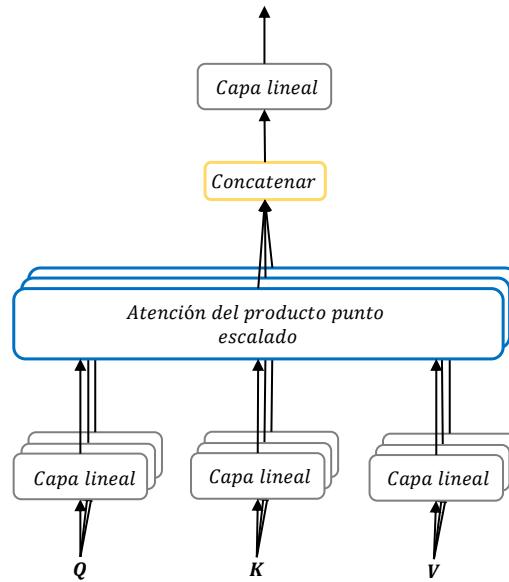 Capa lineal
Concatenar
Atención del producto punto
escalado
Capa lineal
Capa lineal
Capa lineal
Q
K
V